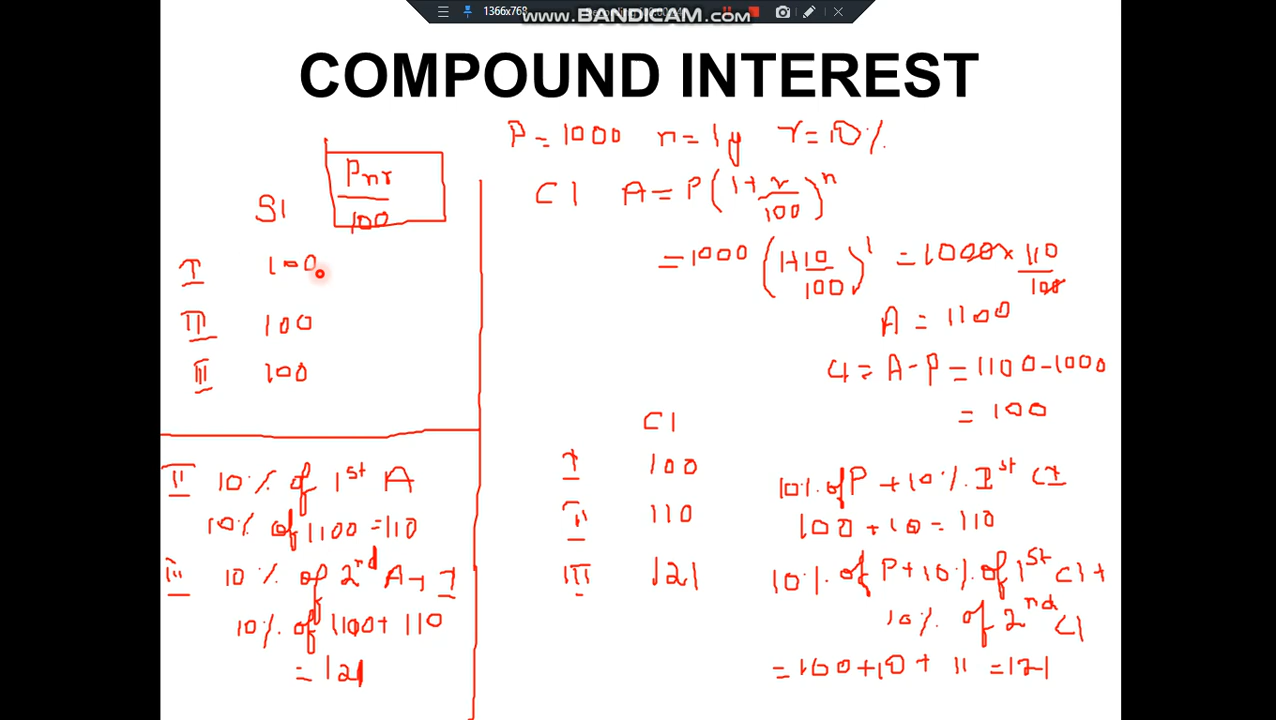 1366x768
WWW.BANDICAM.COM
COMPOUND INTEREST
P = 1000 n = 1y r = 10%
Pnr
100
SI
I 100
II 100
II 100
CI A = P(1+r/100)^n
= 1000 (1+10/100)^1 = 1000 × 110/100
A = 1100
CI = A - P = 1100 - 1000
= 100
II 10% of 1st A
10% of 1100 = 110
III 10% of 2nd A + I
10% of 1100 + 110
= 121
CI
I 100
II 110
III 121
10% of P + 10% 1st CI
100 + 10 = 110
10% of P + 10% of 1st CI +
10% of 2nd CI
= 100 + 10 + 11 = 121